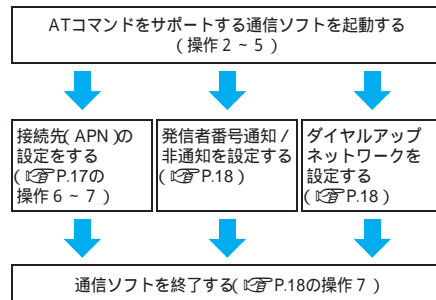 ATコマンドをサポートする通信ソフトを起動する
(操作2～5)
接続先(APN)の
設定をする
(☞P.17の
操作6～7)
発信者番号通知/
非通知を設定する
(☞P.18)
ダイヤルアップ
ネットワークを
設定する
(☞P.18)
通信ソフトを終了する(☞P.18の操作7)